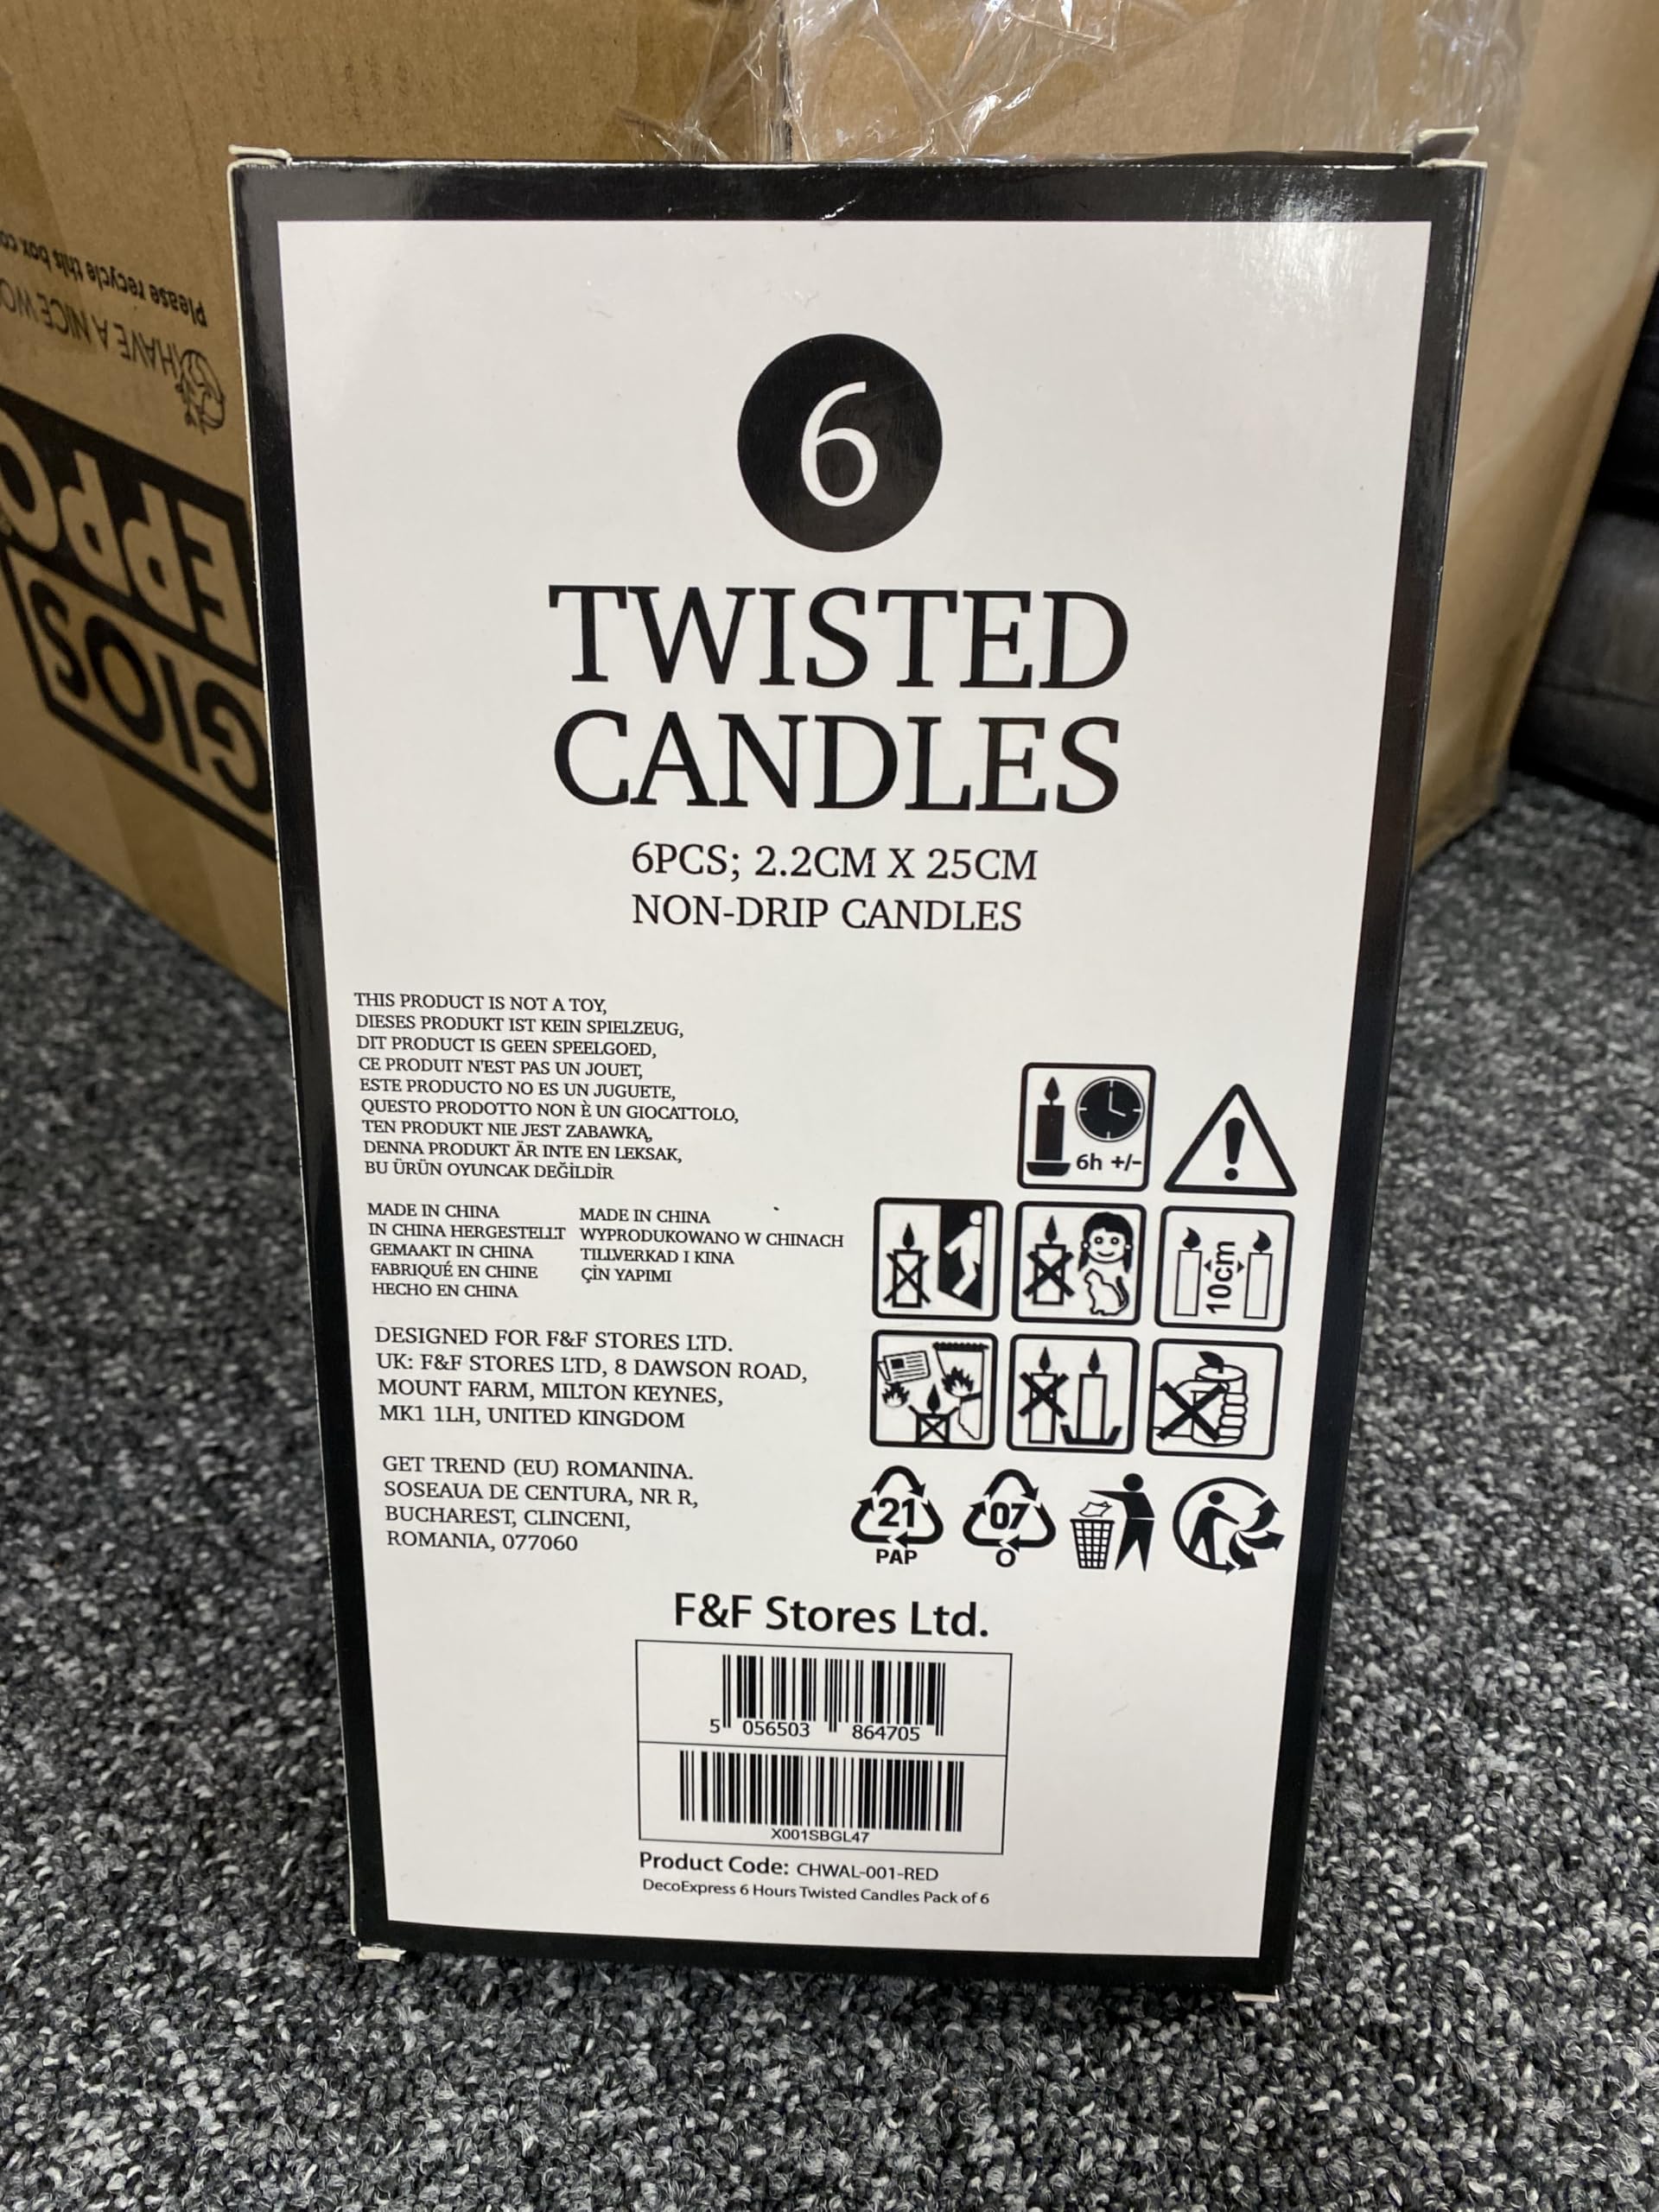 Please recycle this box
HAVE A NICE
GIOS
6
TWISTED
CANDLES
6PCS; 2.2CM X 25CM
NON-DRIP CANDLES
THIS PRODUCT IS NOT A TOY,
DIESES PRODUKT IST KEIN SPIELZEUG,
DIT PRODUCT IS GEEN SPEELGOED,
CE PRODUIT N'EST PAS UN JOUET,
ESTE PRODUCTO NO ES UN JUGUETE,
QUESTO PRODOTTO NON È UN GIOCATTOLO,
TEN PRODUKT NIE JEST ZABAWKĄ,
DENNA PRODUKT ÄR INTE EN LEKSAK,
BU ÜRÜN OYUNCAK DEĞİLDİR
MADE IN CHINA
IN CHINA HERGESTELLT
GEMAAKT IN CHINA
FABRIQUÉ EN CHINE
HECHO EN CHINA
MADE IN CHINA
WYPRODUKOWANO W CHINACH
TILLVERKAD I KINA
ÇİN YAPIMI
DESIGNED FOR F&F STORES LTD.
UK: F&F STORES LTD, 8 DAWSON ROAD,
MOUNT FARM, MILTON KEYNES,
MK1 1LH, UNITED KINGDOM
GET TREND (EU) ROMANINA.
SOSEAUA DE CENTURA, NR R,
BUCHAREST, CLINCENI,
ROMANIA, 077060
6h +/-
10cm
21
PAP
07
O
F&F Stores Ltd.
5 056503 864705
X001SBGL47
Product Code: CHWAL-001-RED
DecoExpress 6 Hours Twisted Candles Pack of 6